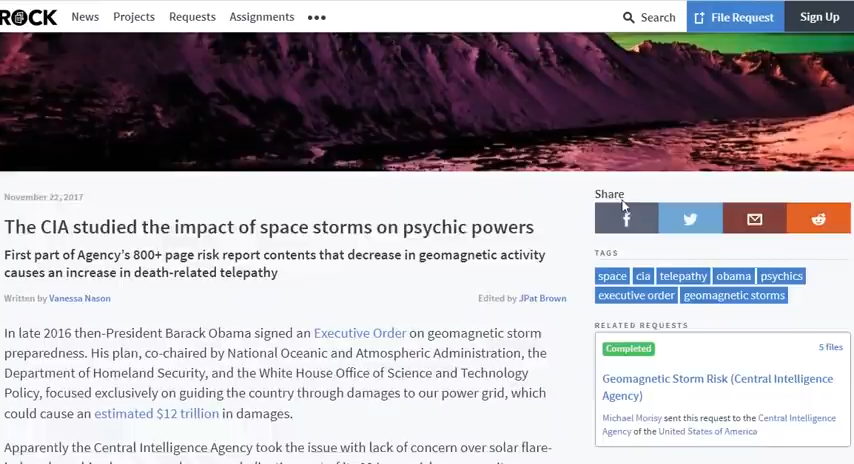 ROCK News Projects Requests Assignments ••• Search File Request Sign Up
November 22, 2017
The CIA studied the impact of space storms on psychic powers
First part of Agency's 800+ page risk report contents that decrease in geomagnetic activity
causes an increase in death-related telepathy
Written by Vanessa Nason Edited by JPat Brown
In late 2016 then-President Barack Obama signed an Executive Order on geomagnetic storm
preparedness. His plan, co-chaired by National Oceanic and Atmospheric Administration, the
Department of Homeland Security, and the White House Office of Science and Technology
Policy, focused exclusively on guiding the country through damages to our power grid, which
could cause an estimated $12 trillion in damages.
Apparently the Central Intelligence Agency took the issue with lack of concern over solar flare-
Share
TAGS
space cia telepathy obama psychics
executive order geomagnetic storms
RELATED REQUESTS
Completed 5 files
Geomagnetic Storm Risk (Central Intelligence
Agency)
Michael Morisy sent this request to the Central Intelligence
Agency of the United States of America